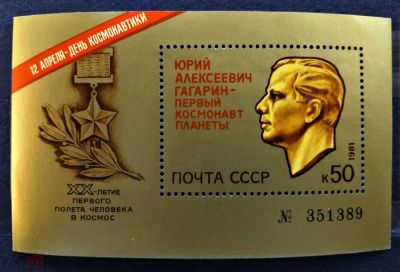 12 АПРЕЛЯ-ДЕНЬ КОСМОНАВТИКИ
ЮРИЙ
АЛЕКСЕЕВИЧ
ГАГАРИН-
ПЕРВЫЙ
КОСМОНАВТ
ПЛАНЕТЫ
1981
ПОЧТА СССР
к50
XX-ЛЕТИЕ
ПЕРВОГО
ПОЛЕТА ЧЕЛОВЕКА
В КОСМОС
№ 351389